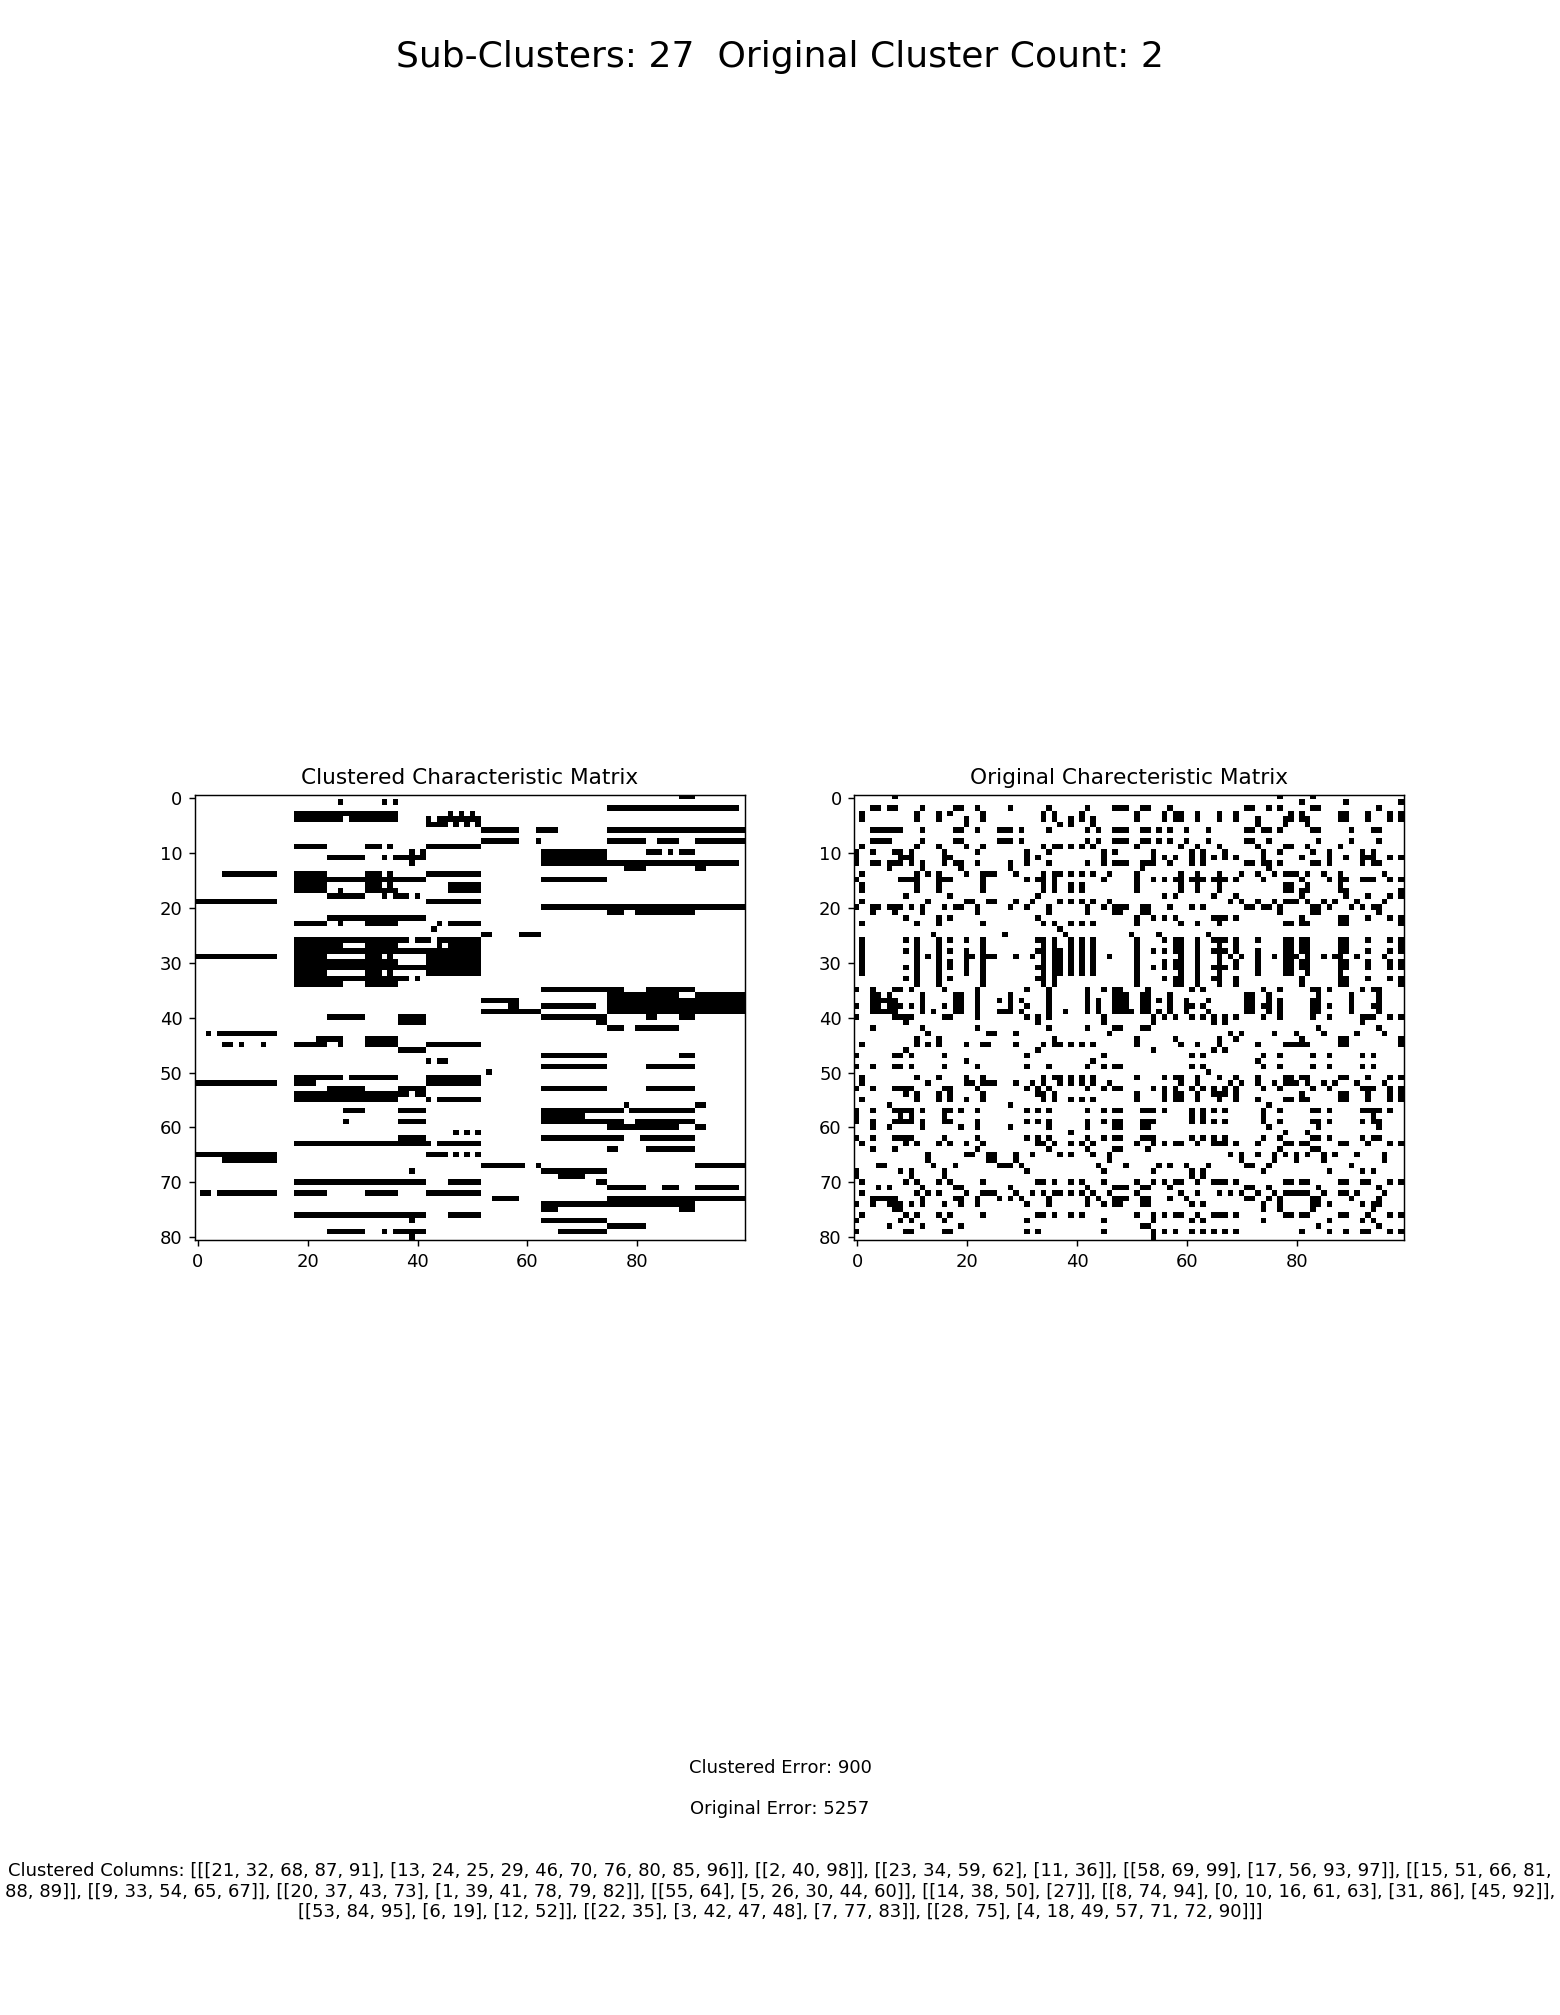 Sub-Clusters: 27  Original Cluster Count: 2
Clustered Characteristic Matrix
Original Charecteristic Matrix
0
10
20
30
40
50
60
70
80
0 20 40 60 80
0
10
20
30
40
50
60
70
80
0 20 40 60 80
Clustered Error: 900
Original Error: 5257
Clustered Columns: [[[21, 32, 68, 87, 91], [13, 24, 25, 29, 46, 70, 76, 80, 85, 96]], [[2, 40, 98]], [[23, 34, 59, 62], [11, 36]], [[58, 69, 99], [17, 56, 93, 97]], [[15, 51, 66, 81,
88, 89]], [[9, 33, 54, 65, 67]], [[20, 37, 43, 73], [1, 39, 41, 78, 79, 82]], [[55, 64], [5, 26, 30, 44, 60]], [[14, 38, 50], [27]], [[8, 74, 94], [0, 10, 16, 61, 63], [31, 86], [45, 92]],
[[53, 84, 95], [6, 19], [12, 52]], [[22, 35], [3, 42, 47, 48], [7, 77, 83]], [[28, 75], [4, 18, 49, 57, 71, 72, 90]]]